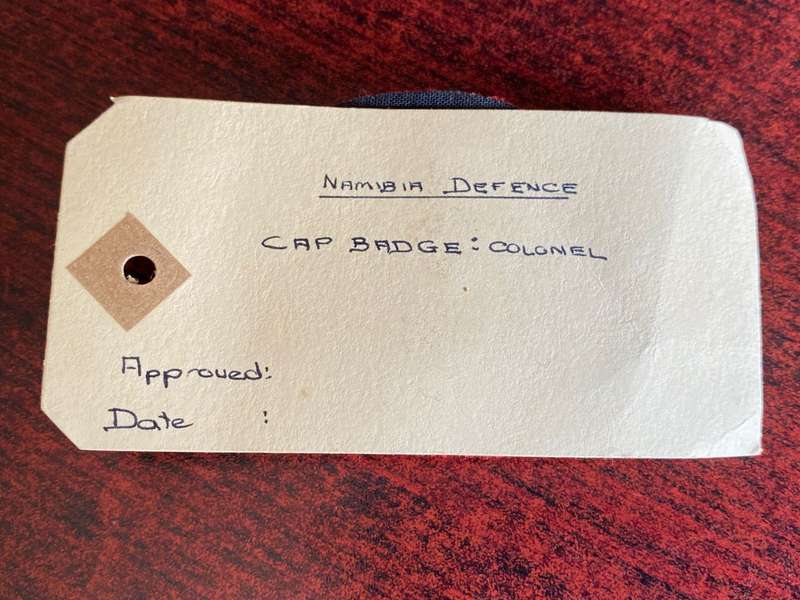 NAMIBIA DEFENCE
CAP BADGE: COLONEL
Approved:
Date :